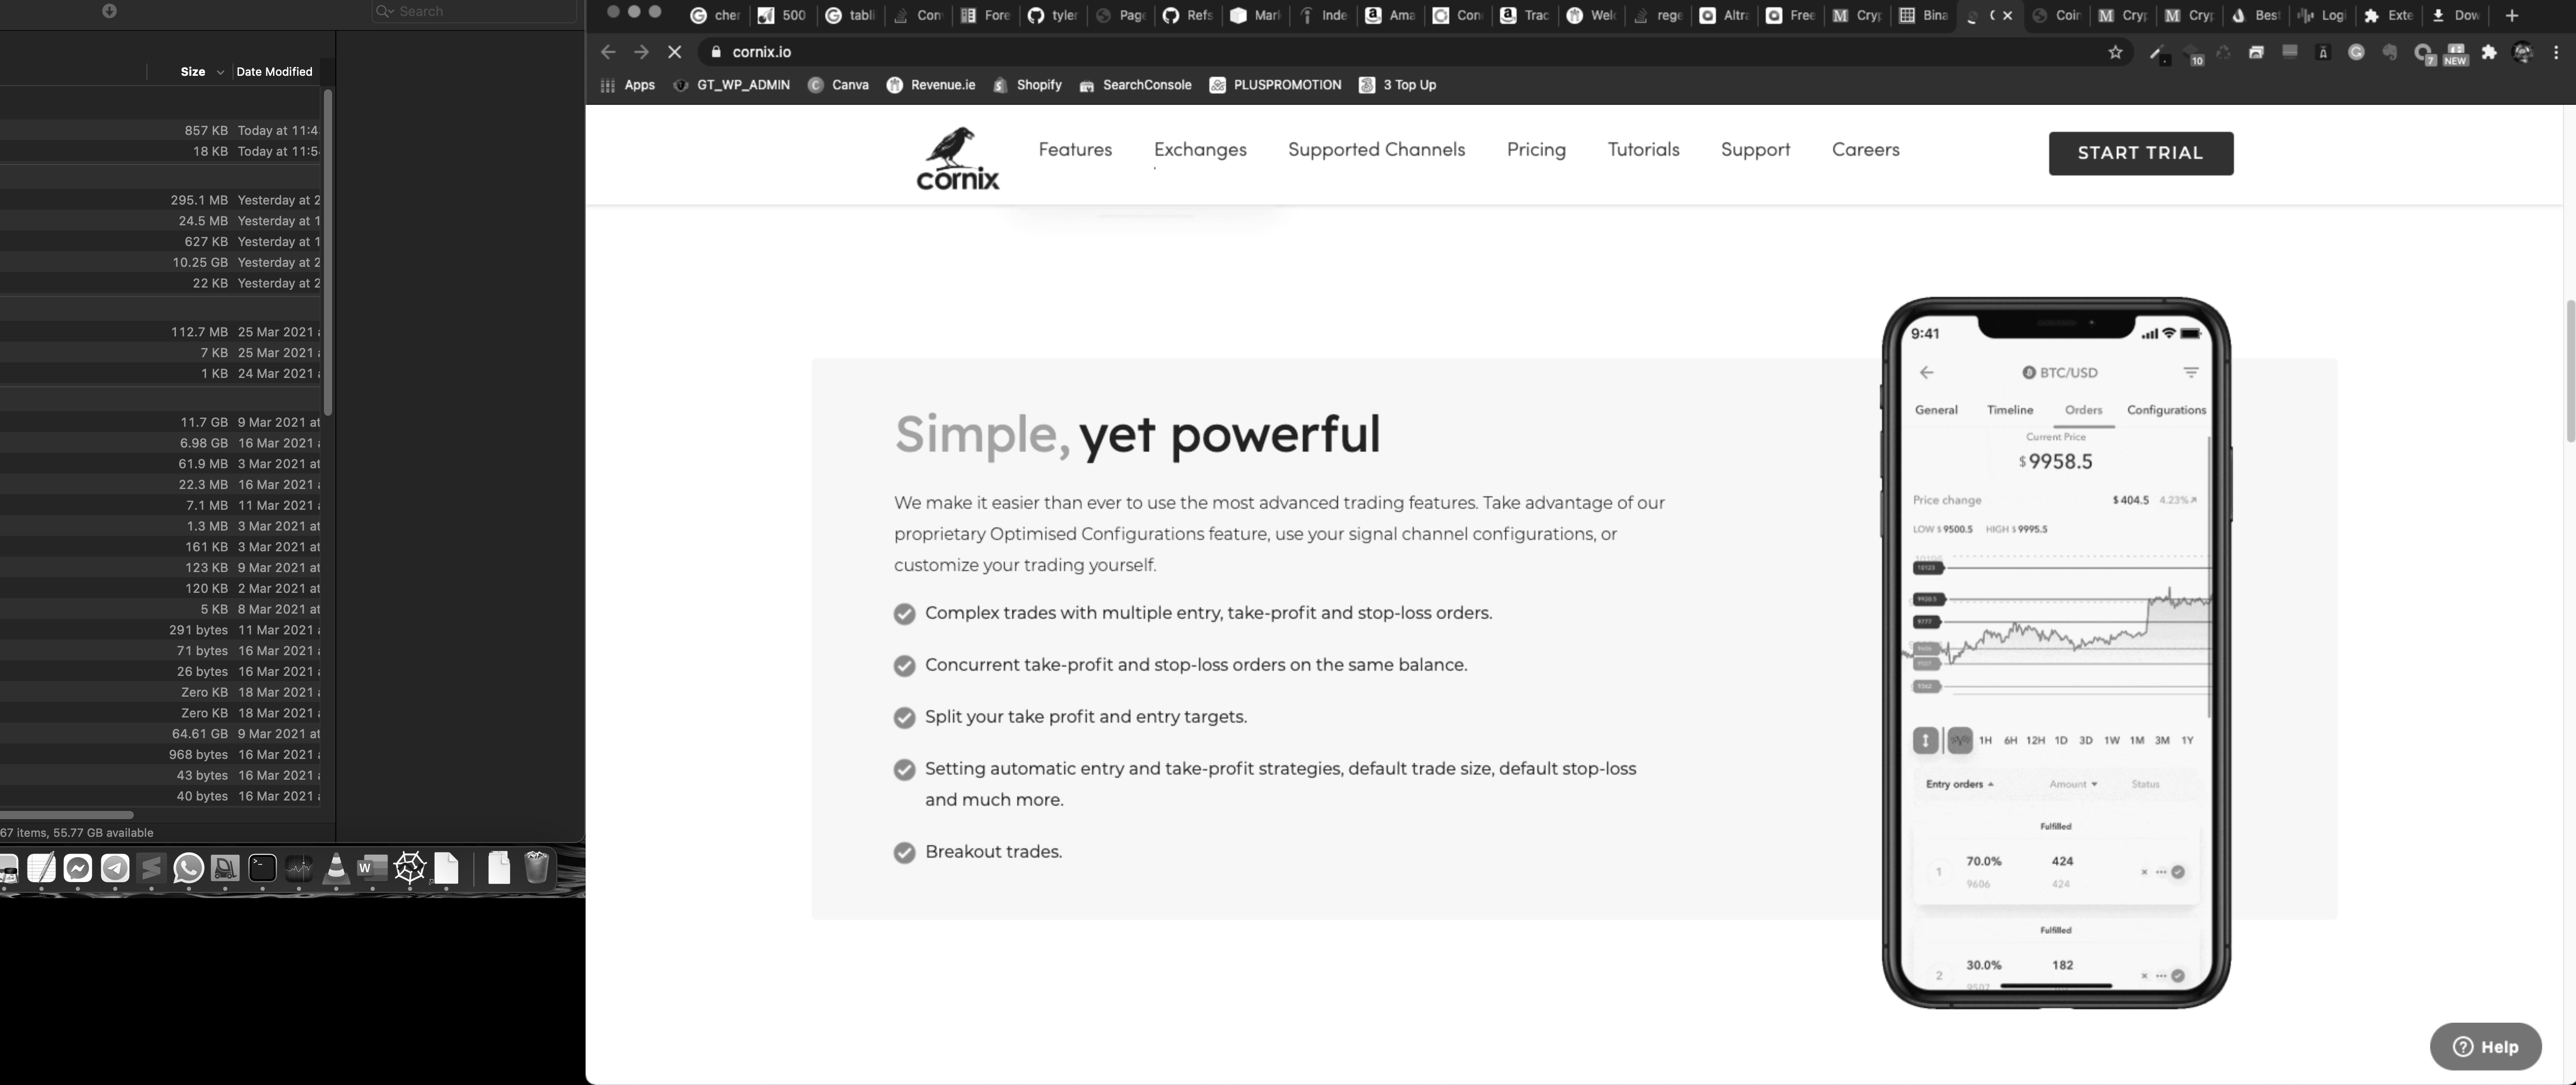 Search
Size Date Modified
857 KB Today at 11:4
18 KB Today at 11:5
295.1 MB Yesterday at 2
24.5 MB Yesterday at 1
627 KB Yesterday at 1
10.25 GB Yesterday at 2
22 KB Yesterday at 2
112.7 MB 25 Mar 2021
7 KB 25 Mar 2021
1 KB 24 Mar 2021
11.7 GB 9 Mar 2021 at
6.98 GB 16 Mar 2021
61.9 MB 3 Mar 2021 at
22.3 MB 16 Mar 2021
7.1 MB 11 Mar 2021
1.3 MB 3 Mar 2021 at
161 KB 3 Mar 2021 at
123 KB 9 Mar 2021 at
120 KB 2 Mar 2021 at
5 KB 8 Mar 2021 at
291 bytes 11 Mar 2021
71 bytes 16 Mar 2021
26 bytes 16 Mar 2021
Zero KB 18 Mar 2021
Zero KB 18 Mar 2021
64.61 GB 9 Mar 2021 at
968 bytes 16 Mar 2021
43 bytes 16 Mar 2021
40 bytes 16 Mar 2021
67 items, 55.77 GB available
cher 500 tabli Con Fore tyler Page Refs Mar Inde Ama Con Trac Welc rege Altra Free Cryp Bina C Coin Cryp Cryp Best Logi Exte Dow
cornix.io
10 7 NEW
Apps GT_WP_ADMIN Canva Revenue.ie Shopify SearchConsole PLUSPROMOTION 3 Top Up
cornix
Features Exchanges Supported Channels Pricing Tutorials Support Careers
START TRIAL
Simple, yet powerful
We make it easier than ever to use the most advanced trading features. Take advantage of our
proprietary Optimised Configurations feature, use your signal channel configurations, or
customize your trading yourself.
Complex trades with multiple entry, take-profit and stop-loss orders.
Concurrent take-profit and stop-loss orders on the same balance.
Split your take profit and entry targets.
Setting automatic entry and take-profit strategies, default trade size, default stop-loss
and much more.
Breakout trades.
9:41
BTC/USD
General Timeline Orders Configurations
Current Price
$ 9958.5
Price change $ 404.5 4.23%
LOW $ 9500.5 HIGH $ 9995.5
10123
9920.5
9777
1H 6H 12H 1D 3D 1W 1M 3M 1Y
Entry orders Amount Status
Fulfilled
1 70.0% 424
9606 424
Fulfilled
2 30.0% 182
Help